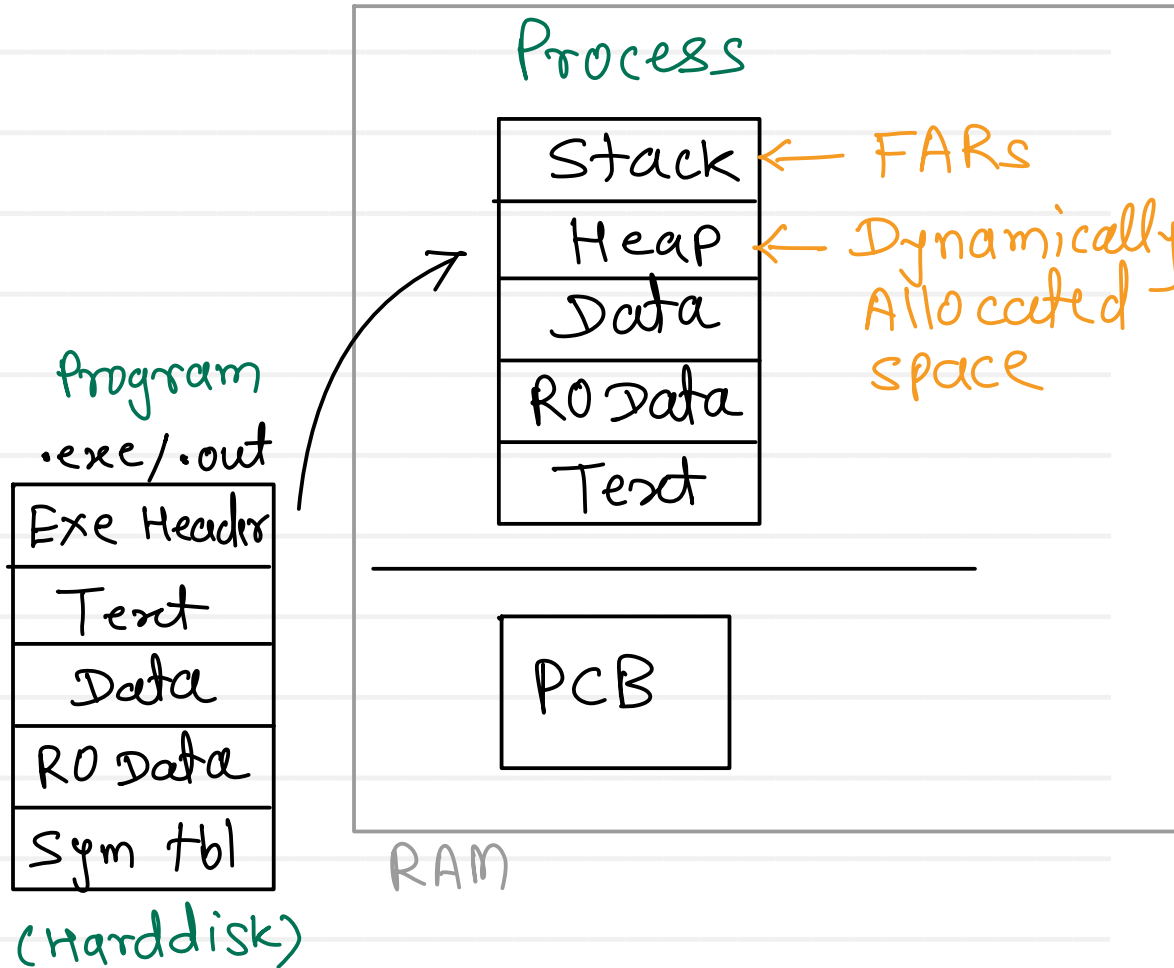 Process
Stack
FARs
Heap
Dynamically
Allocated
space
Data
RO Data
Text
PCB
RAM
Program
.exe/.out
Exe Header
Text
Data
RO Data
Sym tbl
(Harddisk)